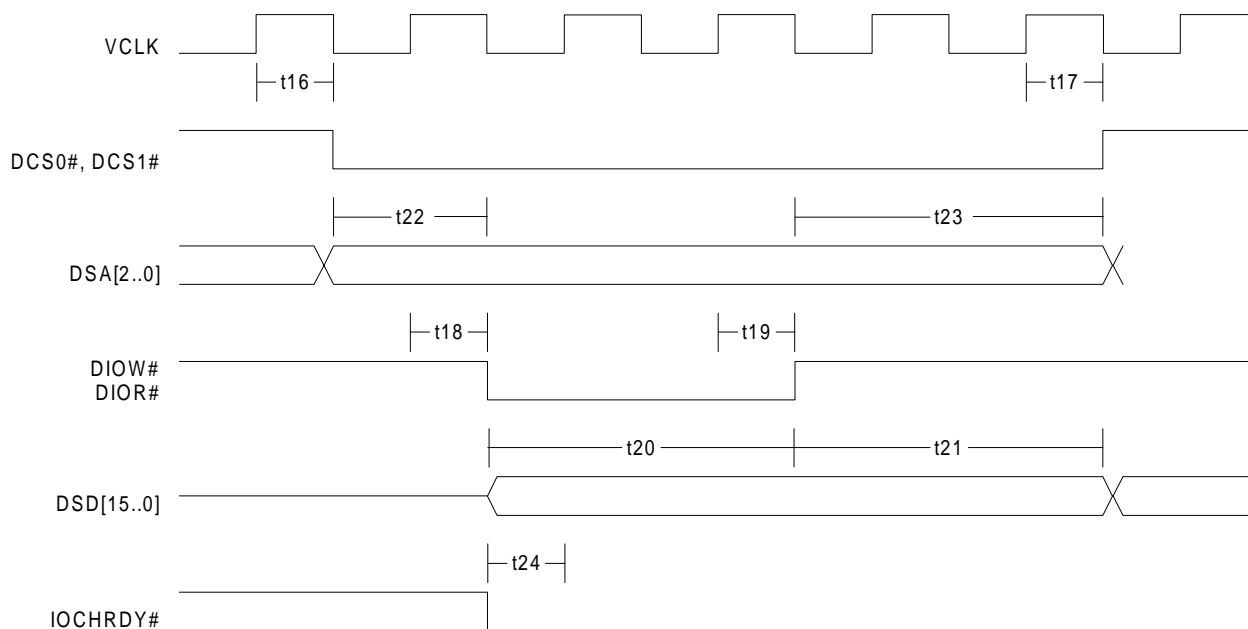 VCLK
t16
t17
DCS0#, DCS1#
t22
t23
DSA[2..0]
t18
t19
DIOW#
DIOR#
t20
t21
DSD[15..0]
t24
IOCHRDY#